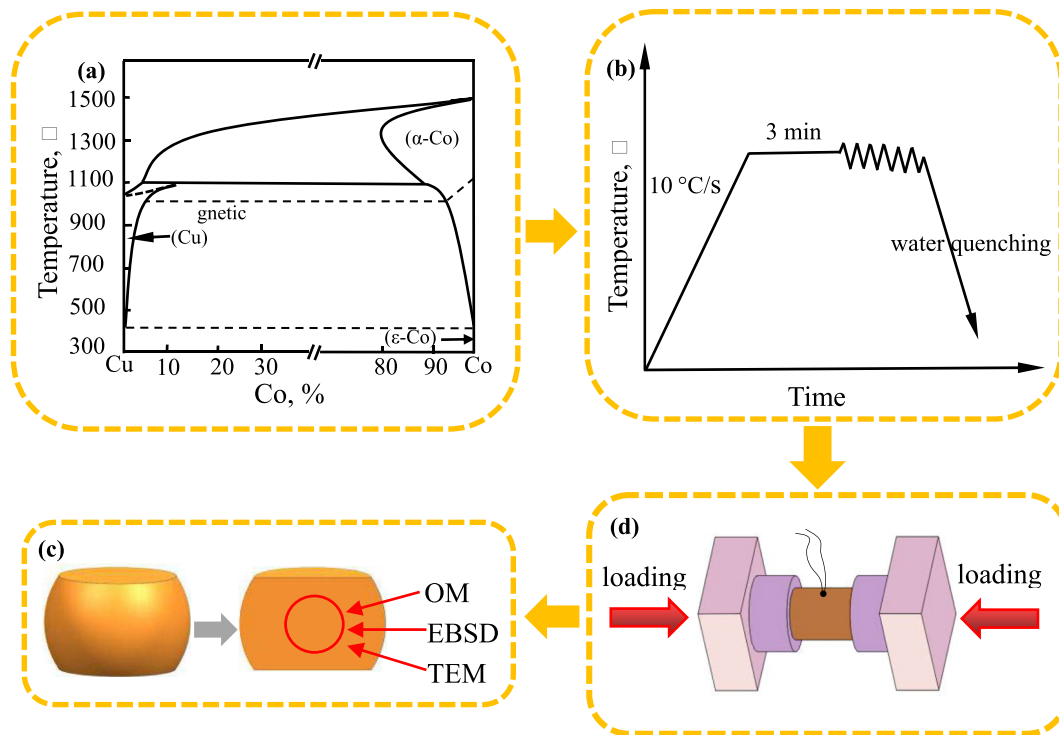 (a)
Temperature, □
1500
1300
1100
900
700
500
300
(α-Co)
gnetic
(Cu)
(ε-Co)
Cu
10
20
30
80
90
Co
Co, %
(b)
Temperature, □
3 min
10 °C/s
water quenching
Time
(c)
OM
EBSD
TEM
(d)
loading
loading